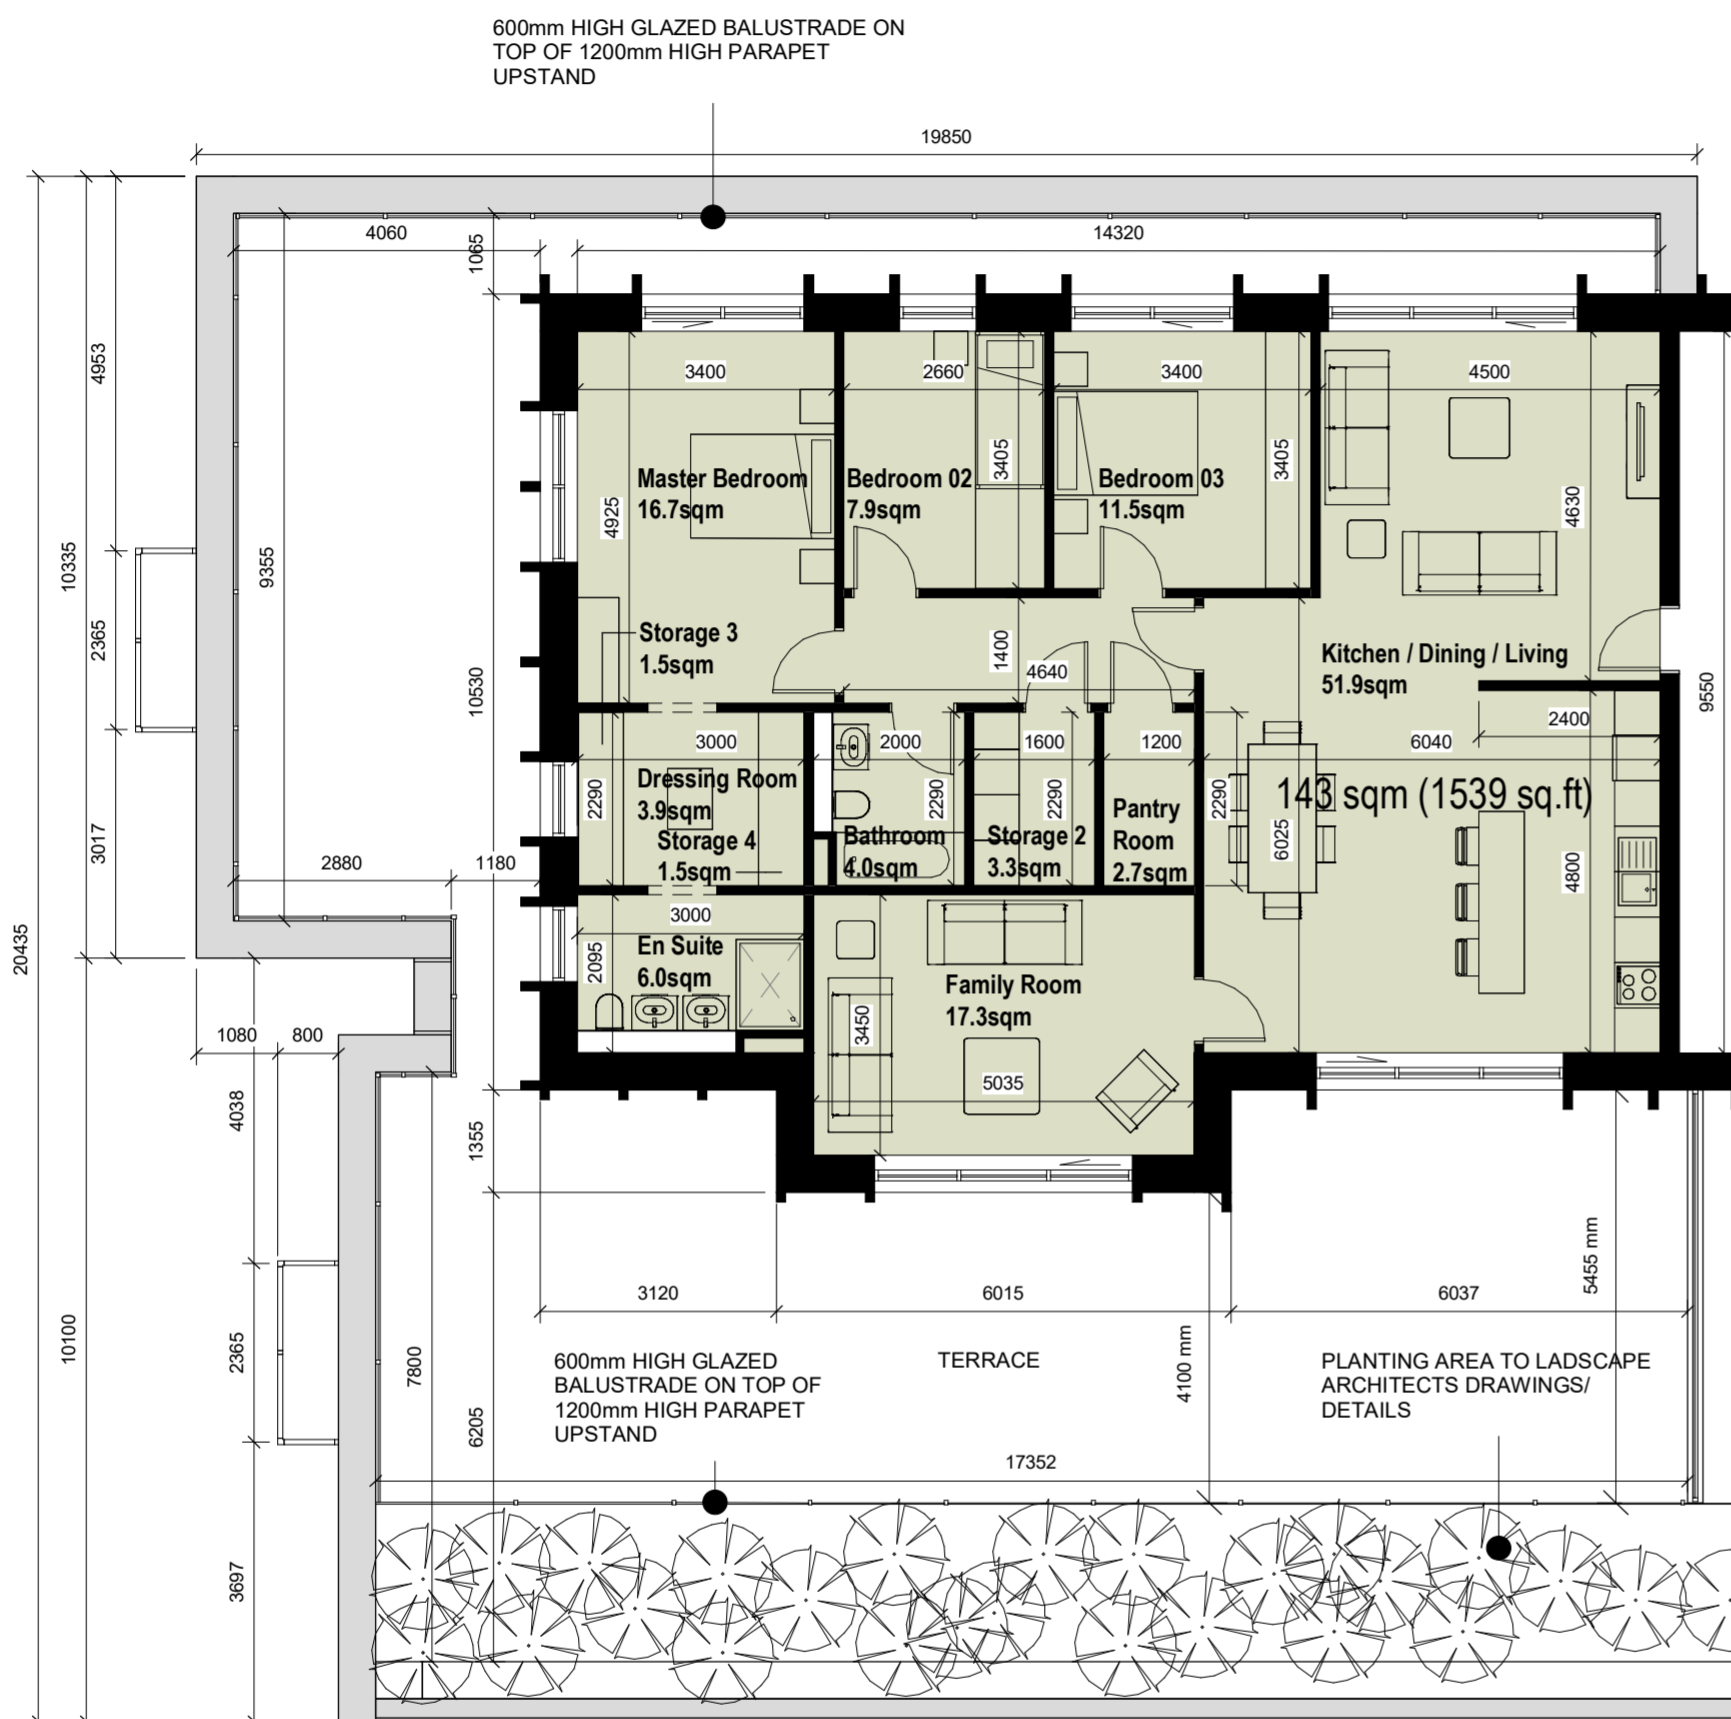 600mm HIGH GLAZED BALUSTRADE ON
TOP OF 1200mm HIGH PARAPET
UPSTAND
19850
4060
1065
14320
4953
10335
2365
3017
20435
9355
10530
3400
2660
3400
4500
4925
3405
3405
4630
Master Bedroom
16.7sqm
Bedroom 02
7.9sqm
Bedroom 03
11.5sqm
Storage 3
1.5sqm
1400
4640
Kitchen / Dining / Living
51.9sqm
9550
2400
3000
2000
1600
1200
6040
2290
Dressing Room
3.9sqm
Storage 4
1.5sqm
2290
Bathroom
4.0sqm
2290
Storage 2
3.3sqm
Pantry
Room
2.7sqm
2290
143 sqm (1539 sq.ft)
6025
4800
2880
1180
3000
2095
En Suite
6.0sqm
Family Room
17.3sqm
3450
5035
1080
800
4038
1355
3120
6015
6037
5455 mm
4100 mm
10100
2365
7800
6205
3697
600mm HIGH GLAZED
BALUSTRADE ON TOP OF
1200mm HIGH PARAPET
UPSTAND
TERRACE
PLANTING AREA TO LADSCAPE
ARCHITECTS DRAWINGS/
DETAILS
17352